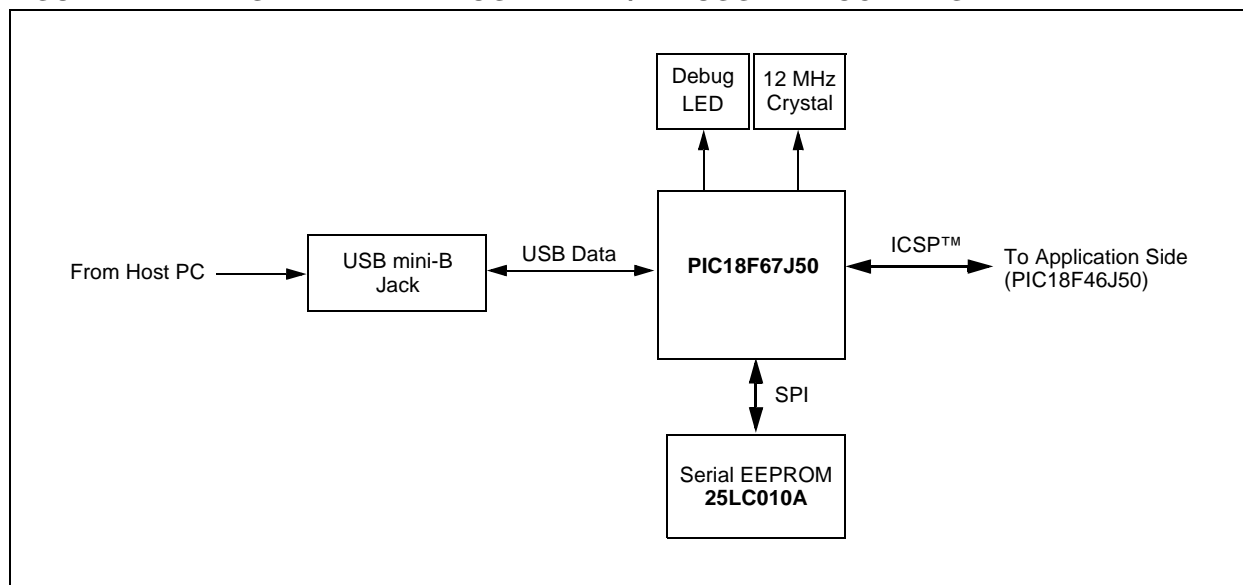 Debug
LED
12 MHz
Crystal
From Host PC
USB mini-B
Jack
USB Data
PIC18F67J50
ICSP™
To Application Side
(PIC18F46J50)
SPI
Serial EEPROM
25LC010A